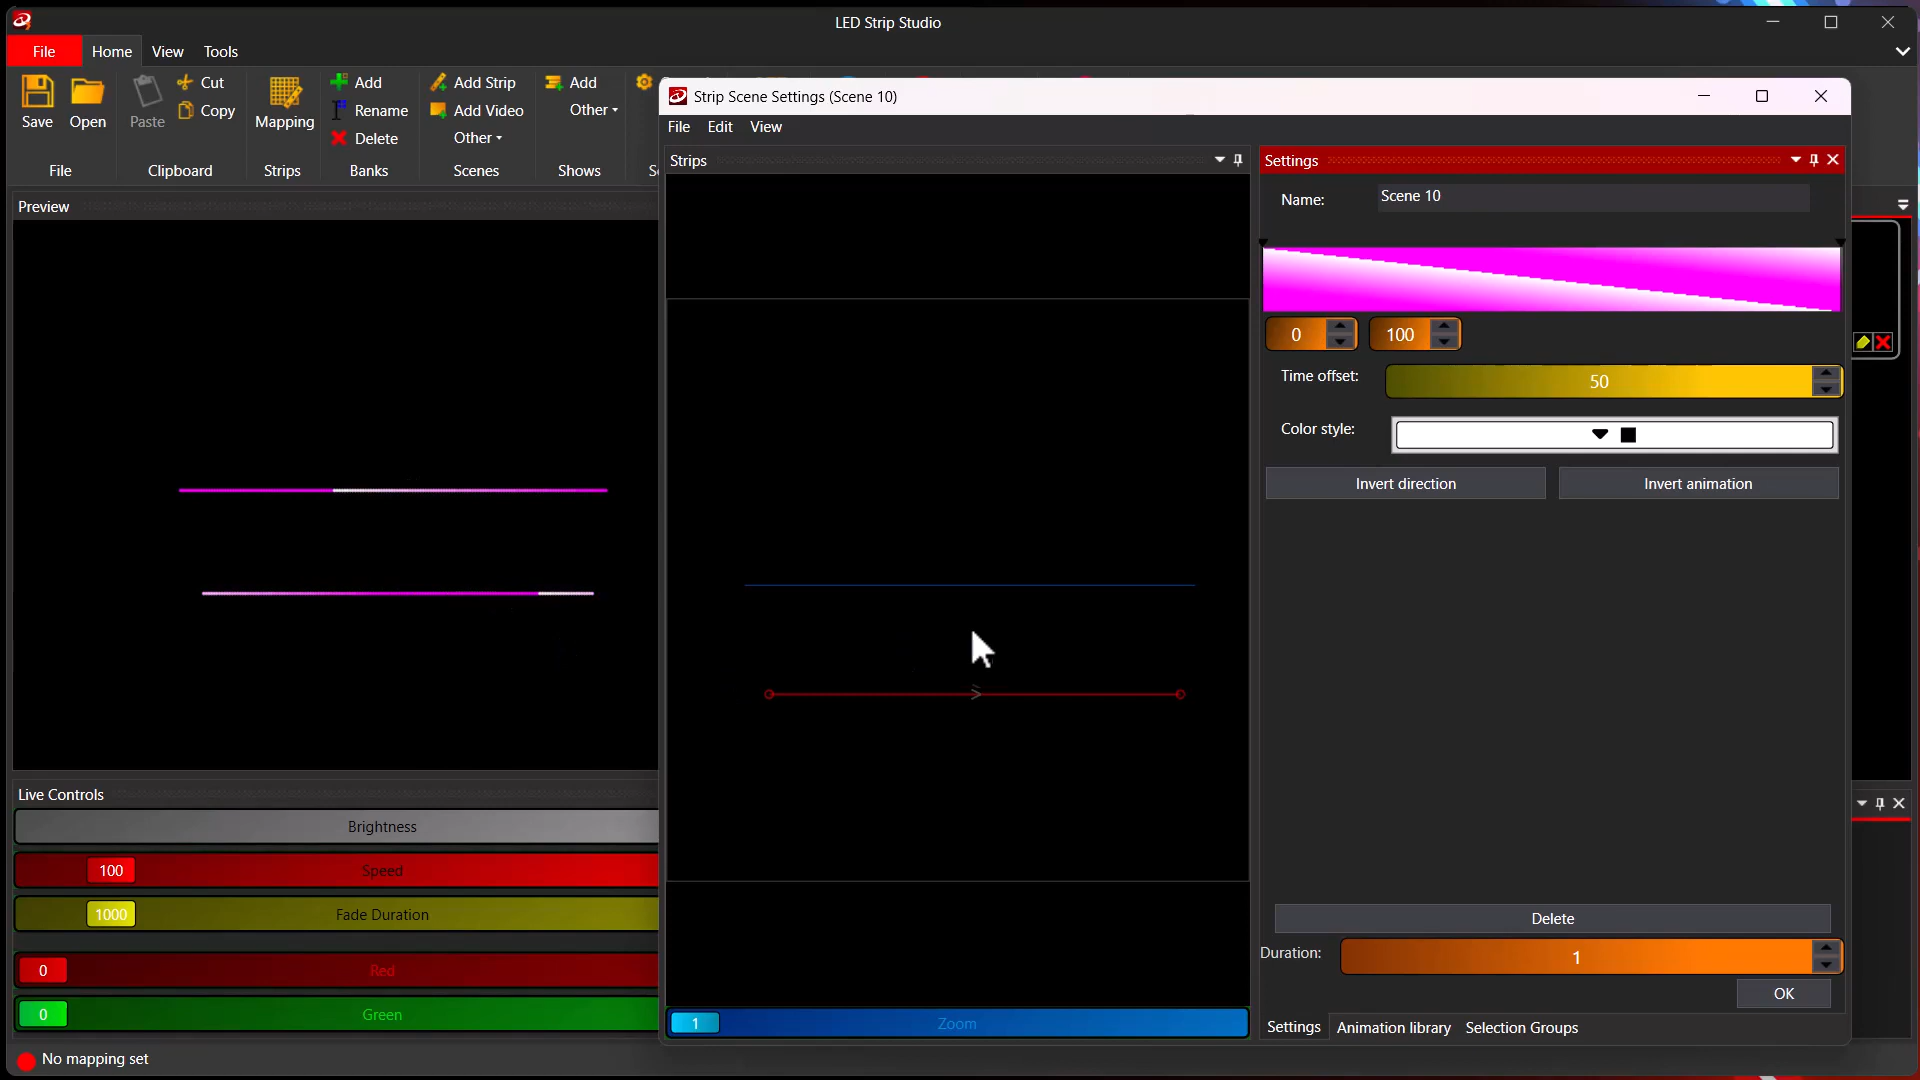 LED Strip Studio
File Home View Tools
Save Open Paste Cut Copy Mapping Add Rename Delete Add Strip Add Video Other Add Other
File Clipboard Strips Banks Scenes Shows
Strip Scene Settings (Scene 10)
File Edit View
Strips
Settings
Name: Scene 10
0 100
Time offset: 50
Color style:
Invert direction Invert animation
Preview
Delete
Duration: 1
OK
1 Zoom
Settings Animation library Selection Groups
Live Controls
Brightness
100 Speed
1000 Fade Duration
0 Red
0 Green
No mapping set